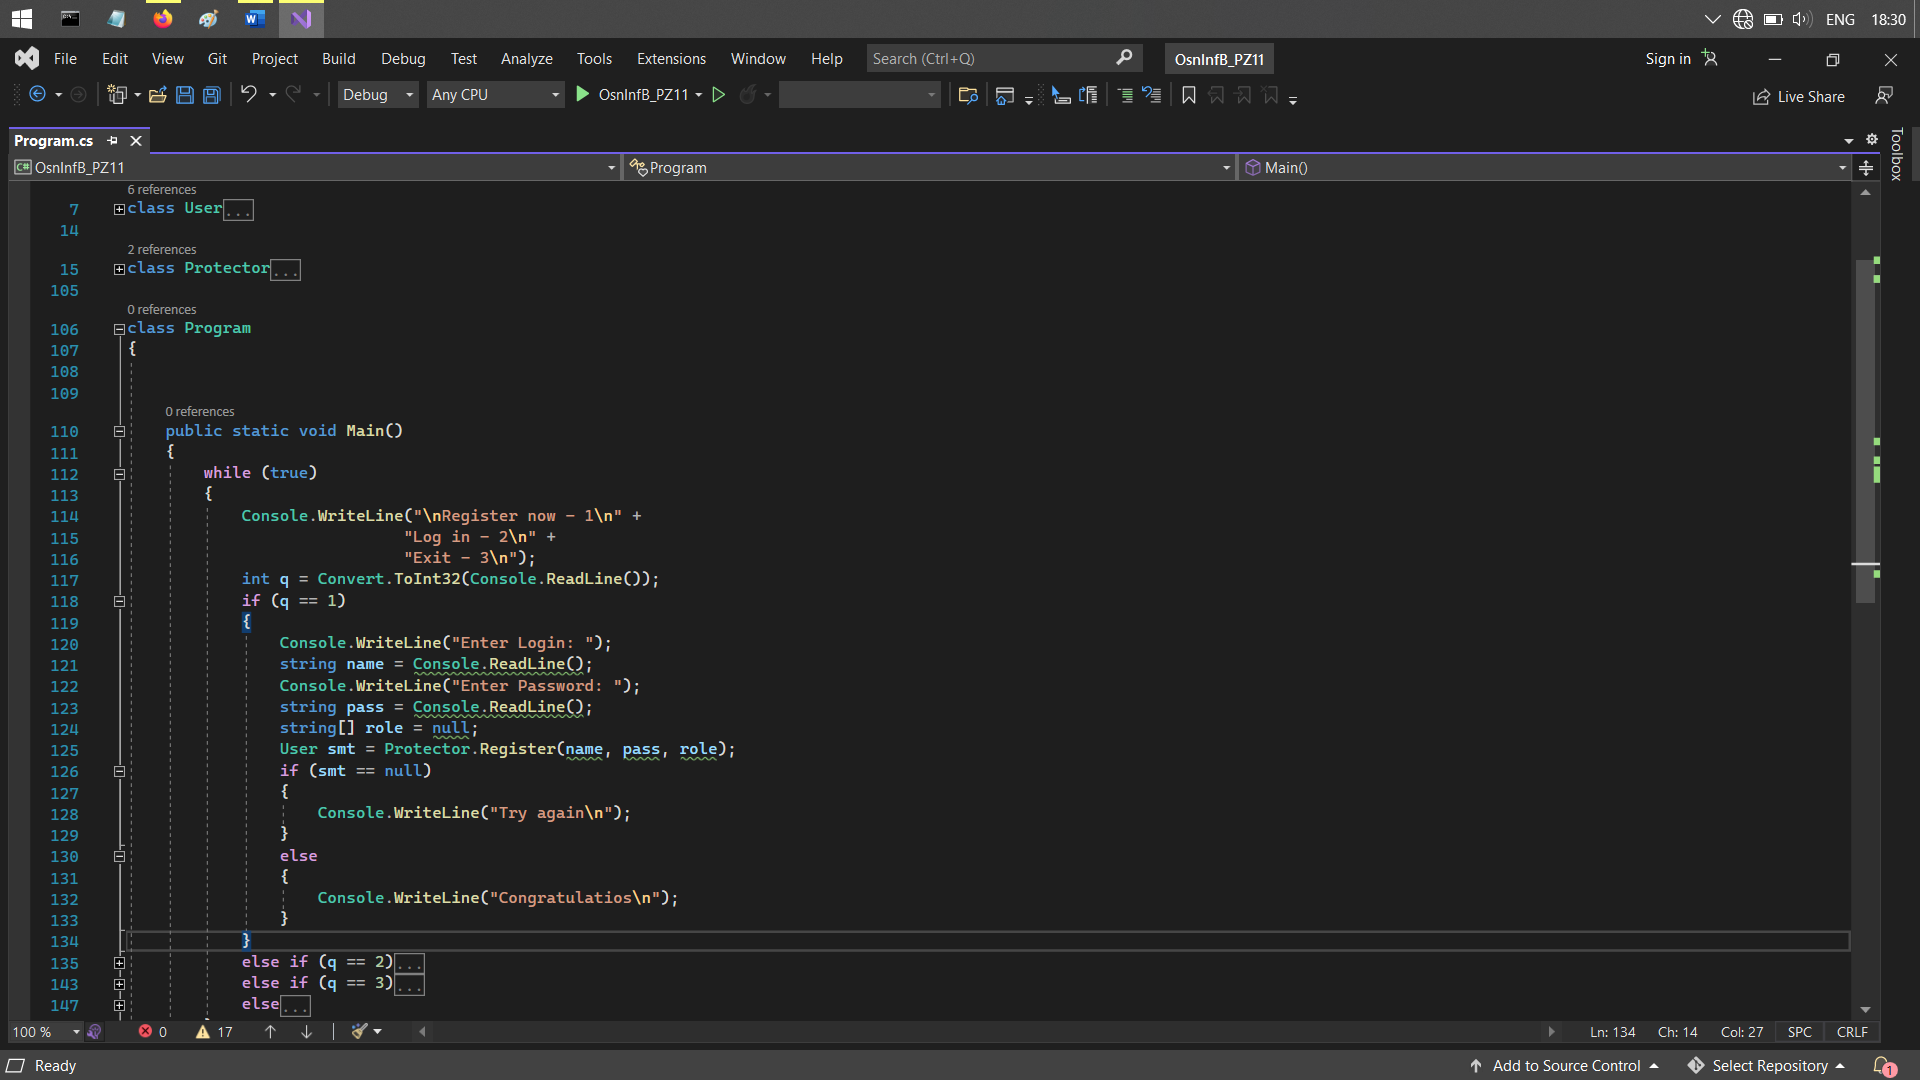 ENG 18:30
File Edit View Git Project Build Debug Test Analyze Tools Extensions Window Help Search (Ctrl+Q) OsnInfB_PZ11 Sign in
Debug Any CPU OsnInfB_PZ11 Live Share
Program.cs
Toolbox
C# OsnInfB_PZ11 Program Main()
6 references
7 class User...
14
2 references
15 class Protector...
105
0 references
106 class Program
107 {
108
109
0 references
110 public static void Main()
111 {
112 while (true)
113 {
114 Console.WriteLine("\nRegister now - 1\n" +
115 "Log in - 2\n" +
116 "Exit - 3\n");
117 int q = Convert.ToInt32(Console.ReadLine());
118 if (q == 1)
119 {
120 Console.WriteLine("Enter Login: ");
121 string name = Console.ReadLine();
122 Console.WriteLine("Enter Password: ");
123 string pass = Console.ReadLine();
124 string[] role = null;
125 User smt = Protector.Register(name, pass, role);
126 if (smt == null)
127 {
128 Console.WriteLine("Try again\n");
129 }
130 else
131 {
132 Console.WriteLine("Congratulatios\n");
133 }
134 }
135 else if (q == 2)...
143 else if (q == 3)...
147 else...
100 % 0 17 Ln: 134 Ch: 14 Col: 27 SPC CRLF
Ready Add to Source Control Select Repository 1